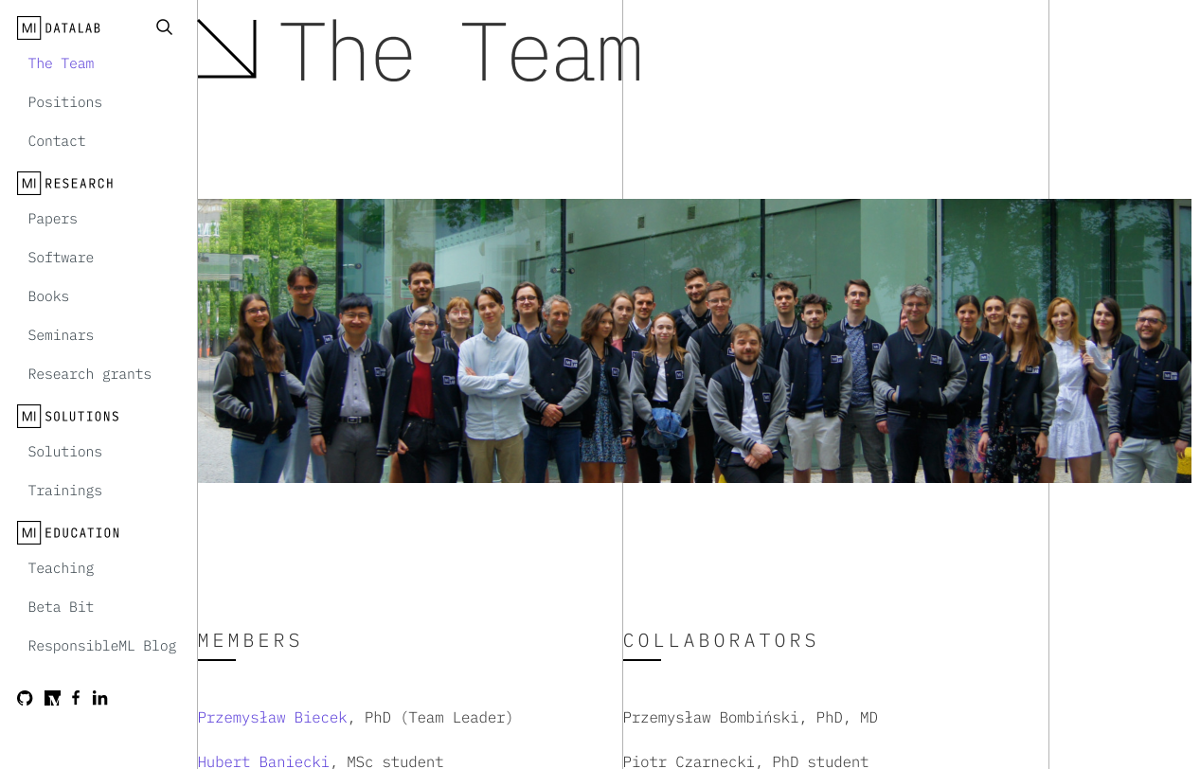 MI DATALAB
The Team
Positions
Contact
MI RESEARCH
Papers
Software
Books
Seminars
Research grants
MI SOLUTIONS
Solutions
Trainings
MI EDUCATION
Teaching
Beta Bit
ResponsibleML Blog
The Team
MEMBERS
Przemysław Biecek, PhD (Team Leader)
Hubert Baniecki, MSc student
COLLABORATORS
Przemysław Bombiński, PhD, MD
Piotr Czarnecki, PhD student